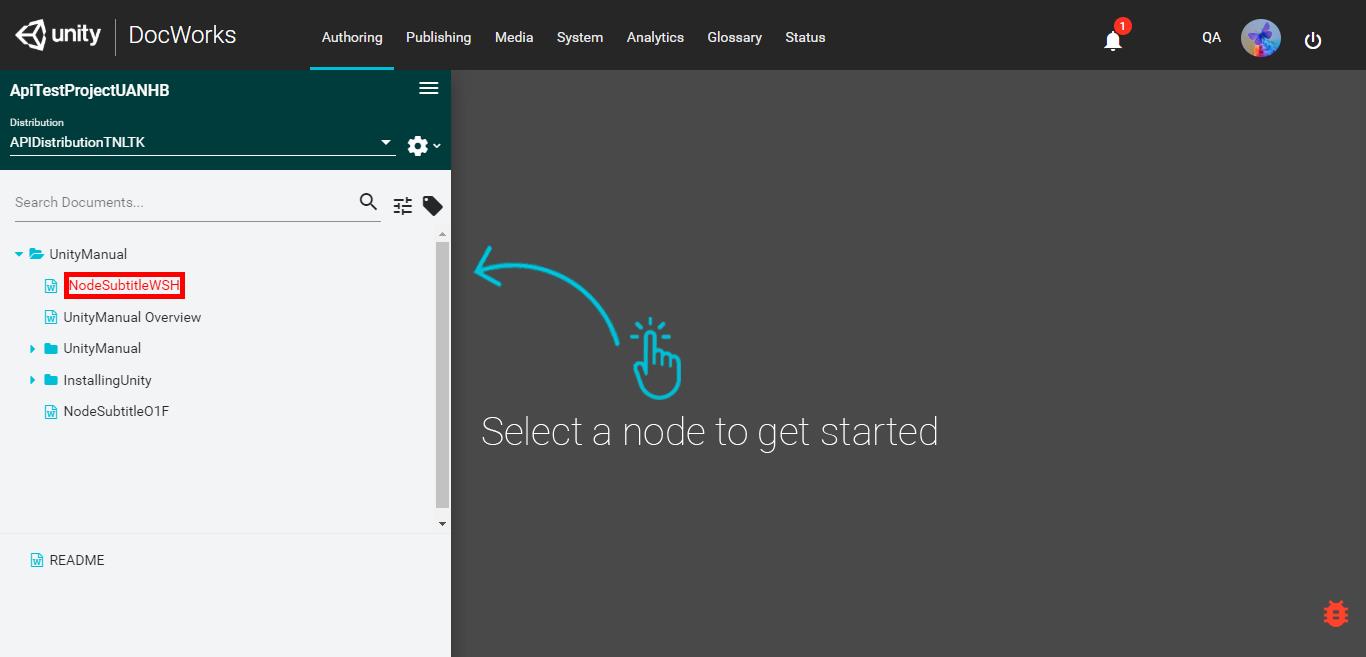 unity DocWorks Authoring Publishing Media System Analytics Glossary Status 1 QA
ApiTestProjectUANHB
Distribution
APIDistributionTNLTK
Search Documents...
UnityManual
NodeSubtitleWSH
UnityManual Overview
UnityManual
InstallingUnity
NodeSubtitleO1F
README
Select a node to get started